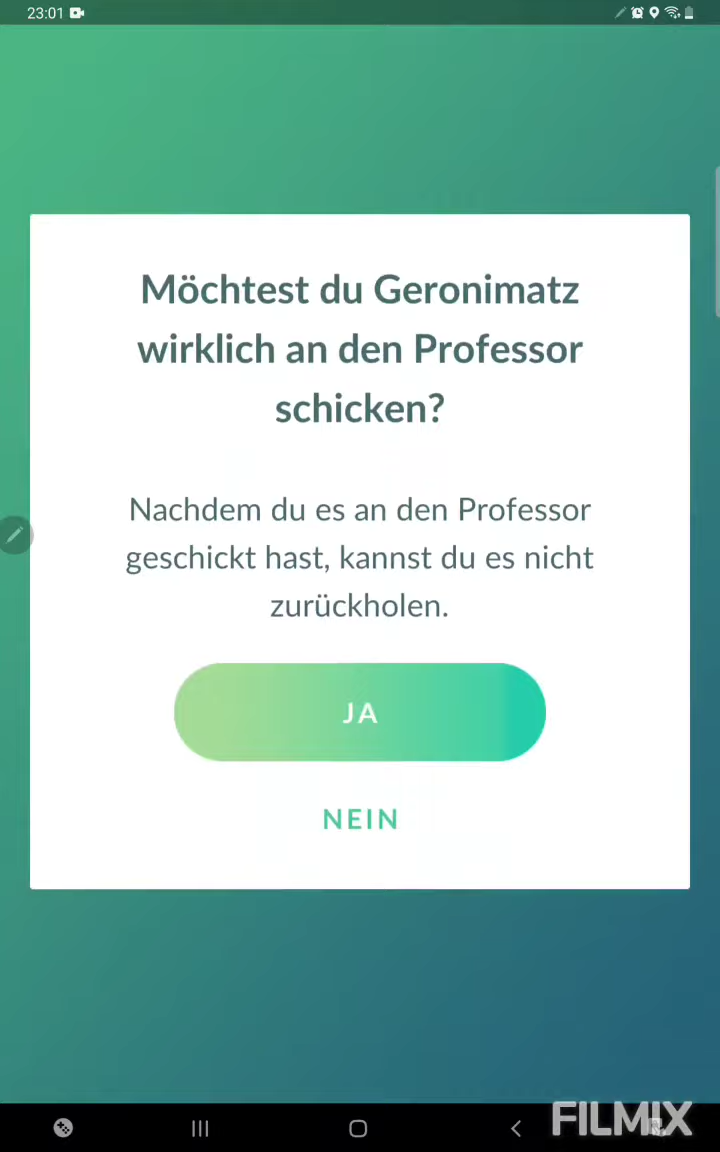 23:01
Möchtest du Geronimatz
wirklich an den Professor
schicken?
Nachdem du es an den Professor
geschickt hast, kannst du es nicht
zurückholen.
JA
NEIN
FILMIX